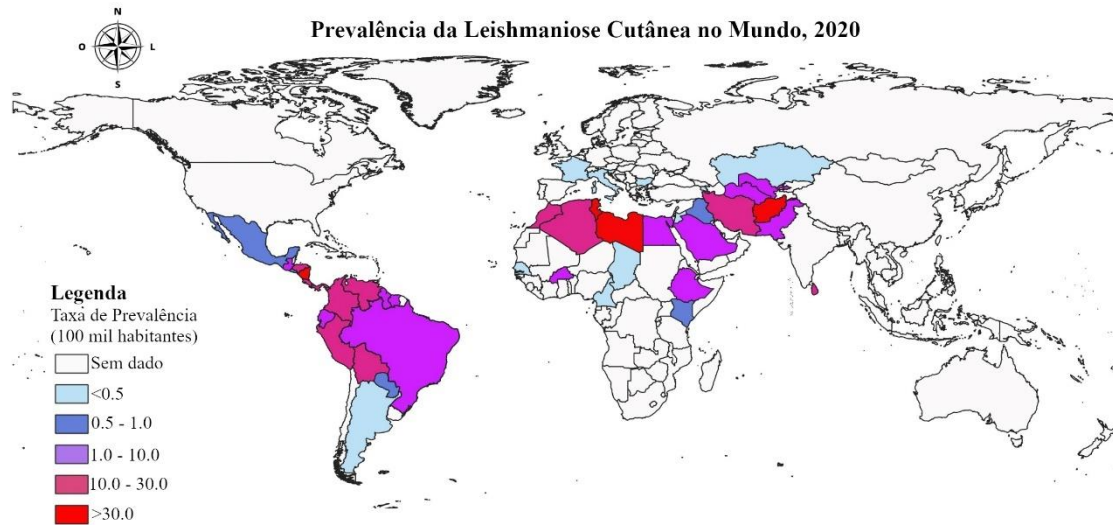 N
Prevalência da Leishmaniose Cutânea no Mundo, 2020
O
L
S
Legenda
Taxa de Prevalência
(100 mil habitantes)
Sem dado
<0.5
0.5 - 1.0
1.0 - 10.0
10.0 - 30.0
>30.0